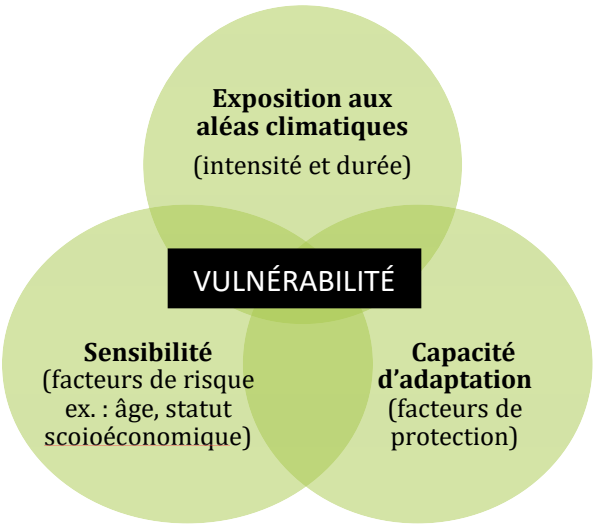 Exposition aux
aléas climatiques
(intensité et durée)
VULNÉRABILITÉ
Sensibilité
(facteurs de risque
ex. : âge, statut
scoioéconomique)
Capacité
d'adaptation
(facteurs de
protection)